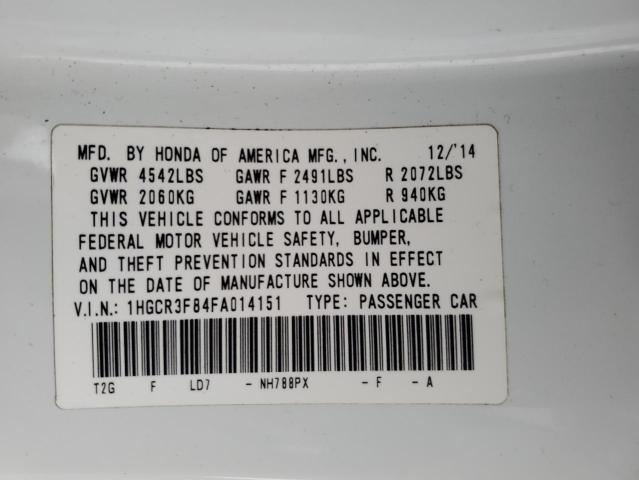 MFD. BY HONDA OF AMERICA MFG., INC. 12/'14
GVWR 4542LBS GAWR F 2491LBS R 2072LBS
GVWR 2060KG GAWR F 1130KG R 940KG
THIS VEHICLE CONFORMS TO ALL APPLICABLE
FEDERAL MOTOR VEHICLE SAFETY, BUMPER,
AND THEFT PREVENTION STANDARDS IN EFFECT
ON THE DATE OF MANUFACTURE SHOWN ABOVE.
V.I.N.: 1HGCR3F84FA014151 TYPE: PASSENGER CAR
T2G F LD7 - NH788PX - F - A